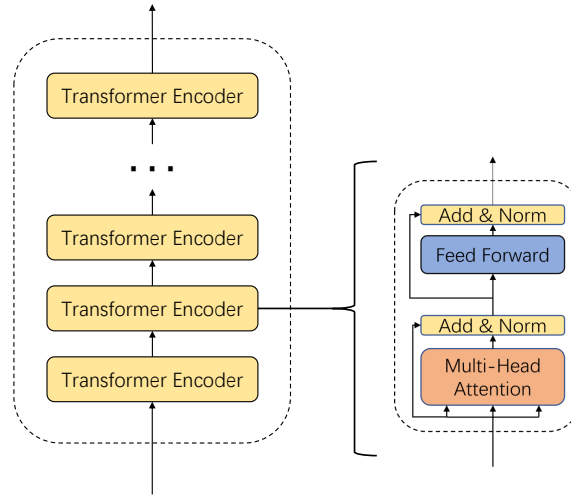 Transformer Encoder
. . .
Transformer Encoder
Transformer Encoder
Transformer Encoder
Add & Norm
Feed Forward
Add & Norm
Multi-Head
Attention